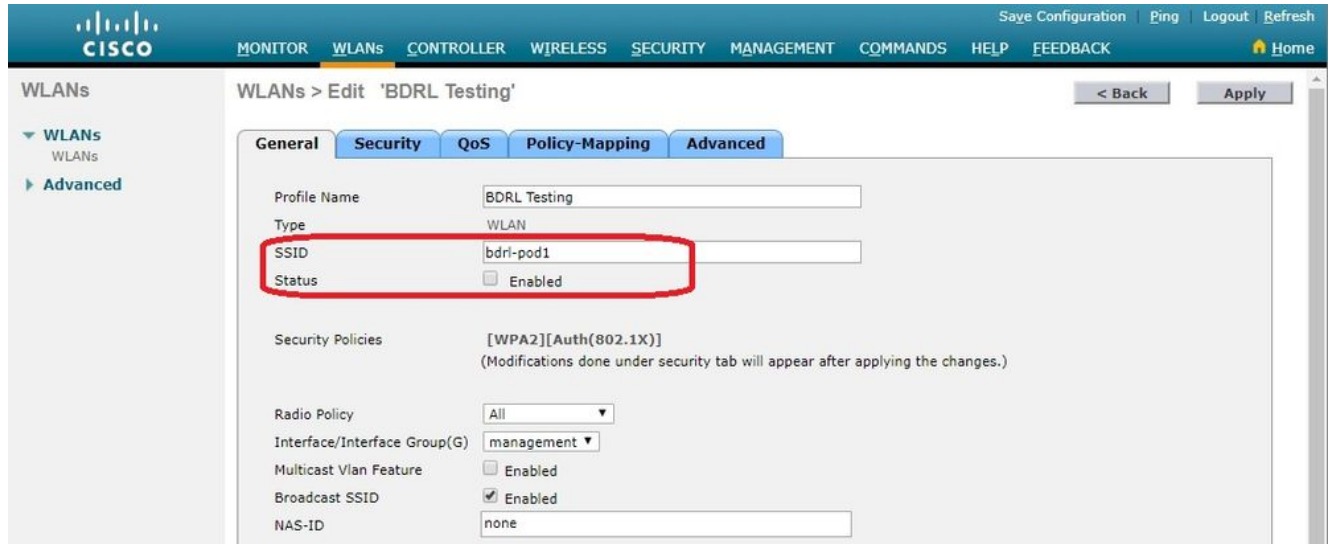 Save Configuration Ping Logout Refresh
CISCO MONITOR WLANs CONTROLLER WIRELESS SECURITY MANAGEMENT COMMANDS HELP FEEDBACK Home
WLANs
WLANs
WLANs
Advanced
WLANs > Edit 'BDRL Testing'
< Back Apply
General Security QoS Policy-Mapping Advanced
Profile Name BDRL Testing
Type WLAN
SSID bdrl-pod1
Status Enabled
Security Policies [WPA2][Auth(802.1X)]
(Modifications done under security tab will appear after applying the changes.)
Radio Policy All
Interface/Interface Group(G) management
Multicast Vlan Feature Enabled
Broadcast SSID Enabled
NAS-ID none